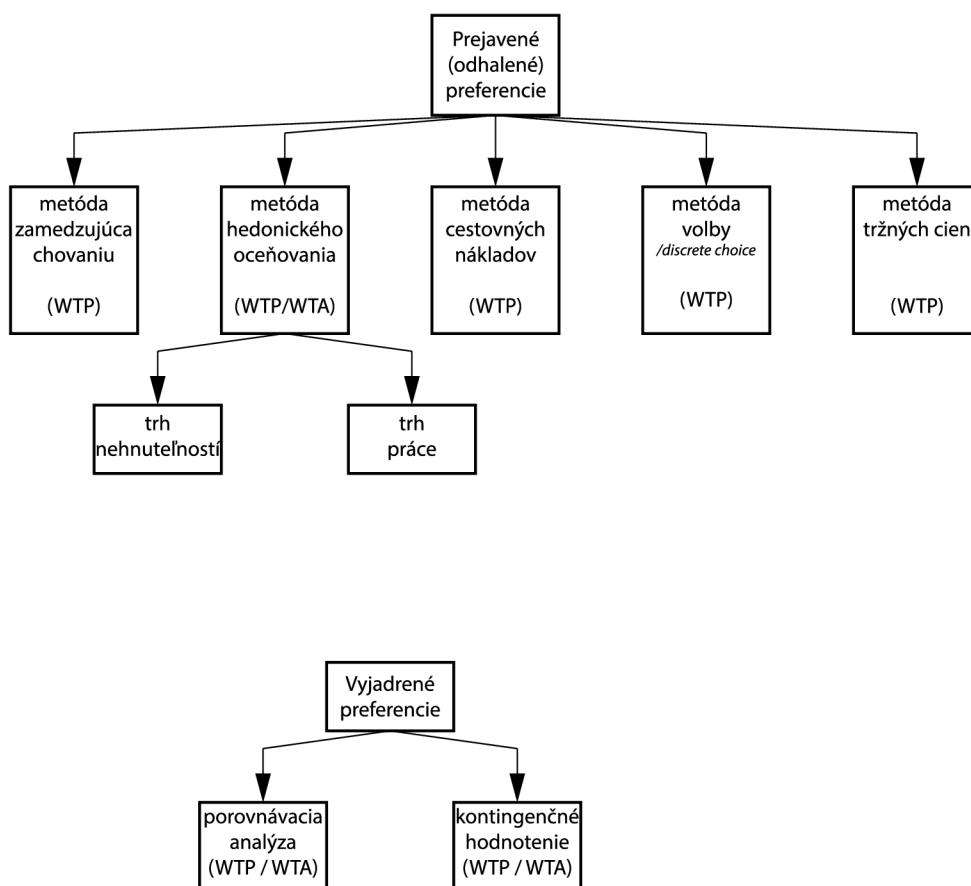 Prejavené
(odhalené)
preferencie
metóda
zamedzujúca
chovaniu
(WTP)
metóda
hedonického
oceňovania
(WTP/WTA)
metóda
cestovných
nákladov
(WTP)
metóda
volby
/discrete choice
(WTP)
metóda
tržných cien
(WTP)
trh
nehnuteľností
trh
práce
Vyjadrené
preferencie
porovnávacia
analýza
(WTP / WTA)
kontingenčné
hodnotenie
(WTP / WTA)